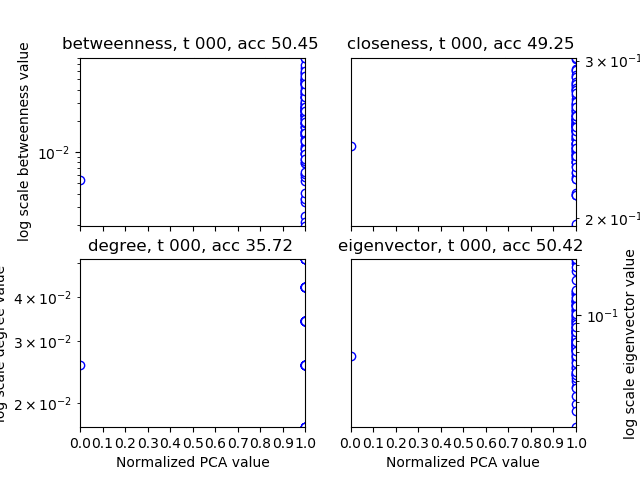 betweenness, t 000, acc 50.45
closeness, t 000, acc 49.25
log scale betweenness value
10⁻²
3 × 10⁻¹
2 × 10⁻¹
degree, t 000, acc 35.72
eigenvector, t 000, acc 50.42
log scale degree value
4 × 10⁻²
3 × 10⁻²
2 × 10⁻²
10⁻¹
log scale eigenvector value
0.0 0.1 0.2 0.3 0.4 0.5 0.6 0.7 0.8 0.9 1.0
0.0 0.1 0.2 0.3 0.4 0.5 0.6 0.7 0.8 0.9 1.0
Normalized PCA value
Normalized PCA value